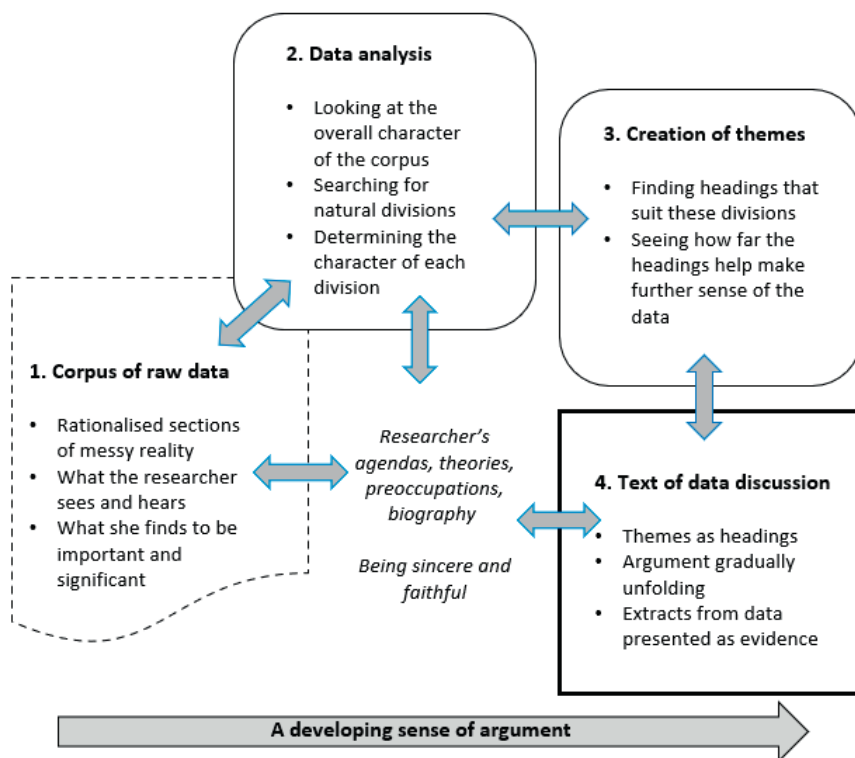 2. Data analysis
• Looking at the
overall character
of the corpus
• Searching for
natural divisions
• Determining the
character of each
division
3. Creation of themes
• Finding headings that
suit these divisions
• Seeing how far the
headings help make
further sense of the
data
1. Corpus of raw data
• Rationalised sections
of messy reality
• What the researcher
sees and hears
• What she finds to be
important and
significant
Researcher’s
agendas, theories,
preoccupations,
biography
Being sincere and
faithful
4. Text of data discussion
• Themes as headings
• Argument gradually
unfolding
• Extracts from data
presented as evidence
A developing sense of argument